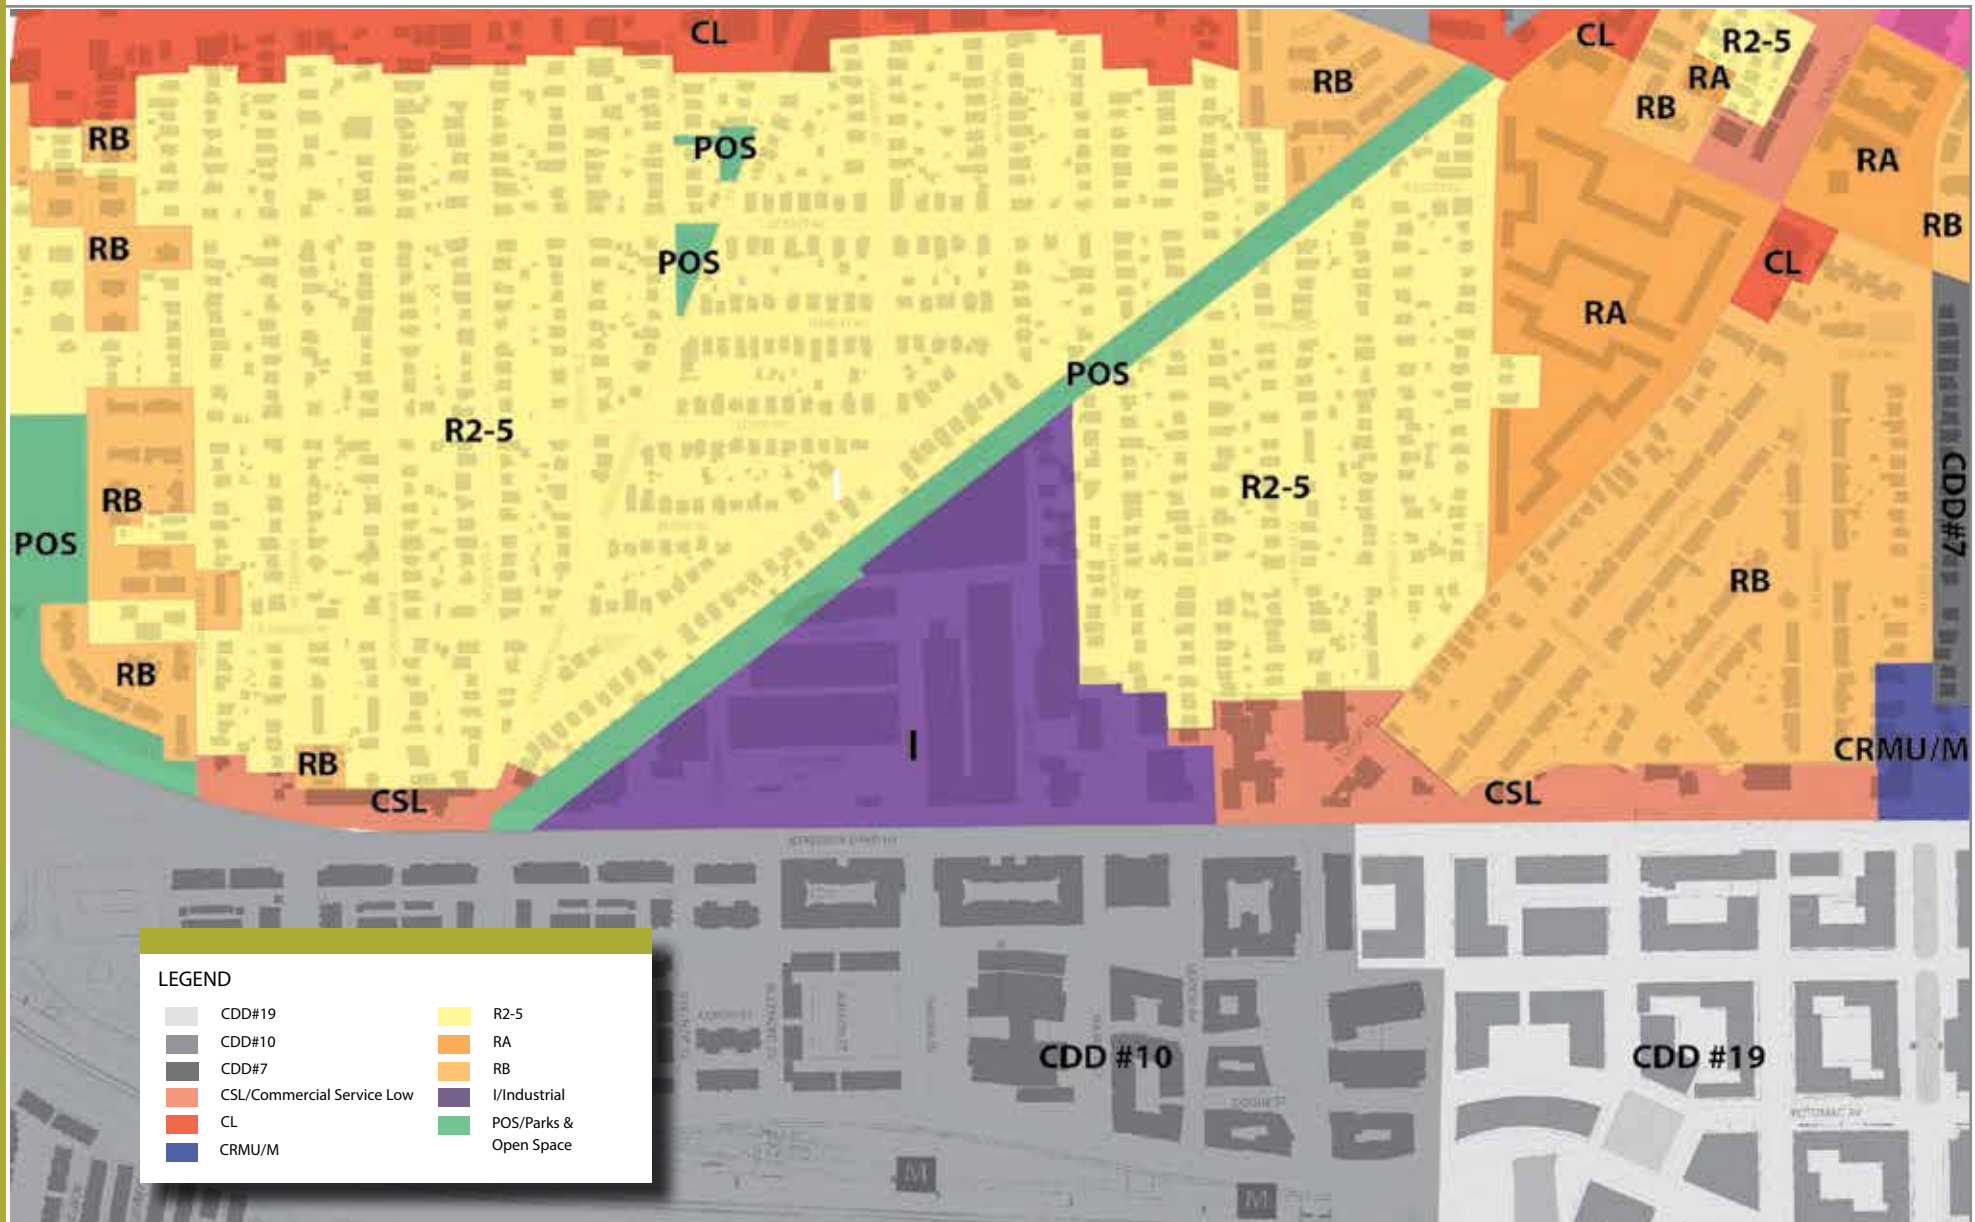 CL
CL
R2-5
RB
RA
RB
RB
POS
RA
RB
RB
POS
CL
RA
POS
R2-5
R2-5
RB
CDD#7
POS
RB
RB
RB
CSL
I
CSL
CRMU/M
CDD #10
CDD #19
POTOMAC AV
M
M
LEGEND
CDD#19
CDD#10
CDD#7
CSL/Commercial Service Low
CL
CRMU/M
R2-5
RA
RB
I/Industrial
POS/Parks &
Open Space